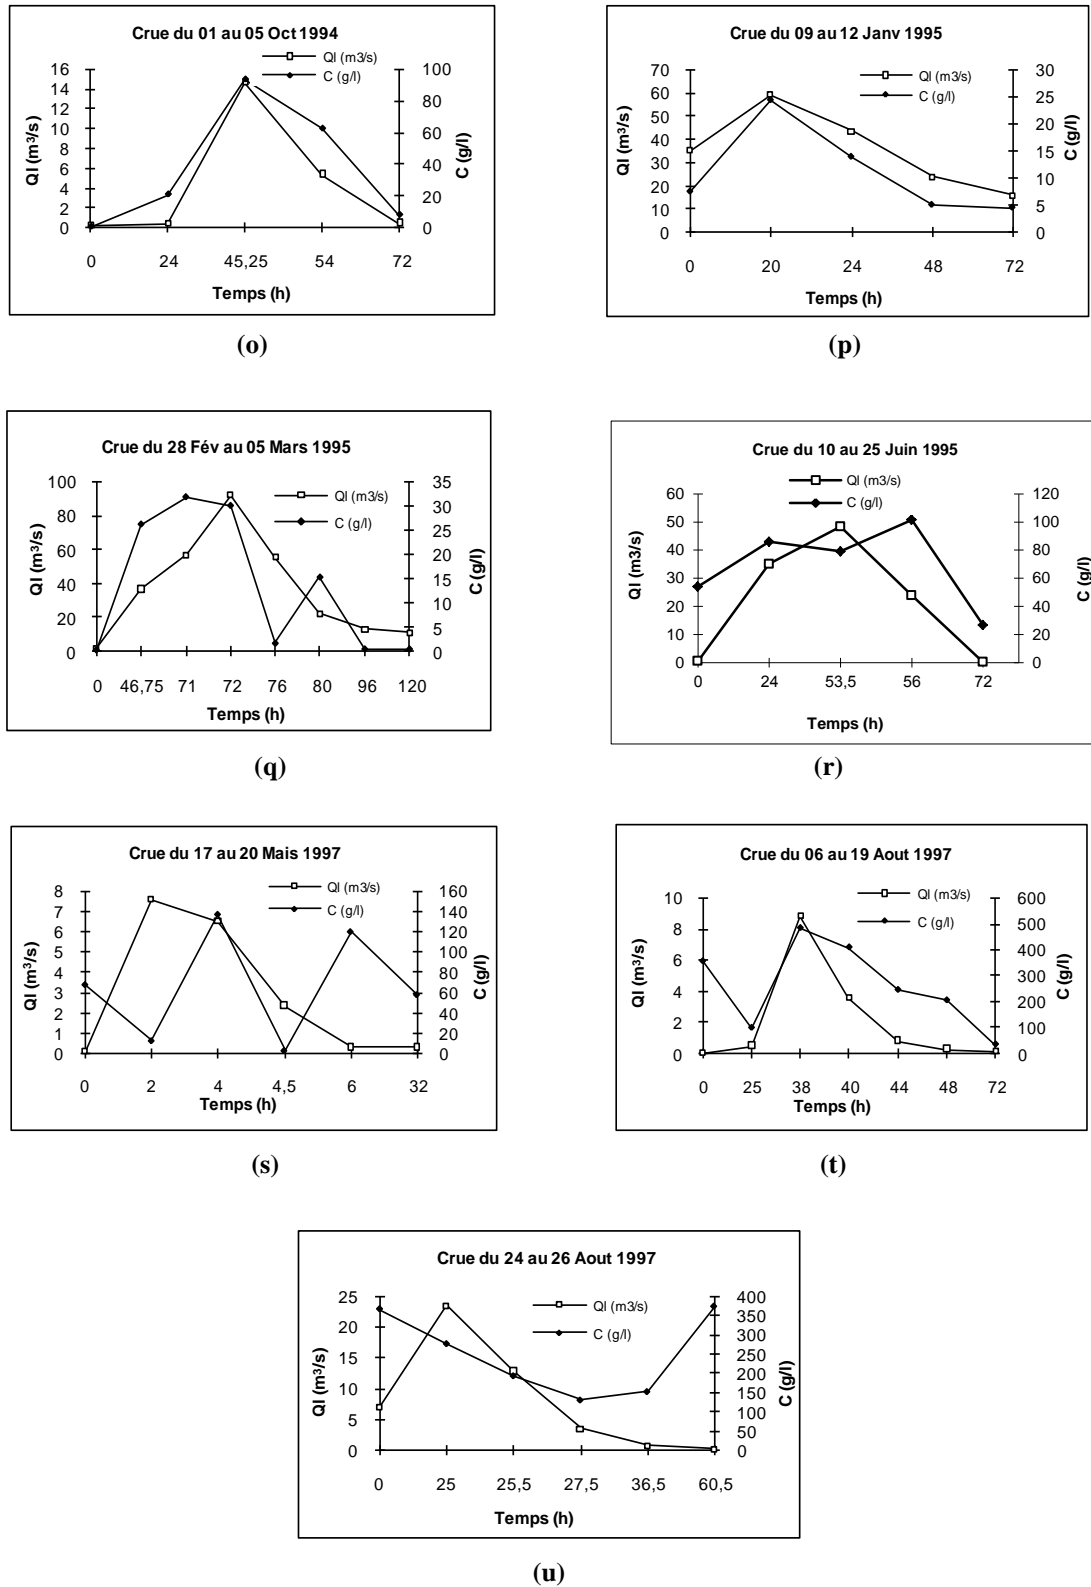 Crue du 01 au 05 Oct 1994
Ql (m3/s)
C (g/l)
16
14
12
10
8
6
4
2
0
100
80
60
40
20
0
Ql (m³/s)
C (g/l)
0 24 45,25 54 72
Temps (h)
(o)
Crue du 09 au 12 Janv 1995
Ql (m3/s)
C (g/l)
70
60
50
40
30
20
10
0
30
25
20
15
10
5
0
Ql (m³/s)
C (g/l)
0 20 24 48 72
Temps (h)
(p)
Crue du 28 Fév au 05 Mars 1995
Ql (m3/s)
C (g/l)
100
80
60
40
20
0
35
30
25
20
15
10
5
0
Ql (m³/s)
C (g/l)
0 46,75 71 72 76 80 96 120
Temps (h)
(q)
Crue du 10 au 25 Juin 1995
Ql (m3/s)
C (g/l)
60
50
40
30
20
10
0
120
100
80
60
40
20
0
Ql (m3/s)
C (g/l)
0 24 53,5 56 72
Temps (h)
(r)
Crue du 17 au 20 Mais 1997
Ql (m3/s)
C (g/l)
8
7
6
5
4
3
2
1
0
160
140
120
100
80
60
40
20
0
Ql (m³/s)
C (g/l)
0 2 4 4,5 6 32
Temps (h)
(s)
Crue du 06 au 19 Aout 1997
Ql (m3/s)
C (g/l)
10
8
6
4
2
0
600
500
400
300
200
100
0
Ql (m³/s)
C (g/l)
0 25 38 40 44 48 72
Temps (h)
(t)
Crue du 24 au 26 Aout 1997
Ql (m3/s)
C (g/l)
25
20
15
10
5
0
400
350
300
250
200
150
100
50
0
Ql (m³/s)
C (g/l)
0 25 25,5 27,5 36,5 60,5
Temps (h)
(u)